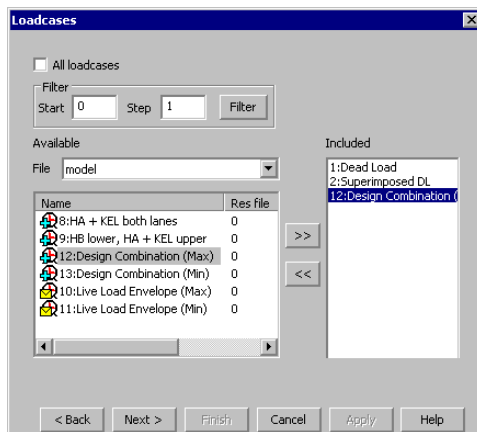 Loadcases
All loadcases
Filter
Start 0 Step 1 Filter
Available
Included
File model
Name Res file
8:HA + KEL both lanes 0
9:HB lower, HA + KEL upper 0
12:Design Combination (Max) 0
13:Design Combination (Min) 0
10:Live Load Envelope (Max) 0
11:Live Load Envelope (Min) 0
>>
<<
1:Dead Load
2:Superimposed DL
12:Design Combination (
< Back Next > Finish Cancel Apply Help